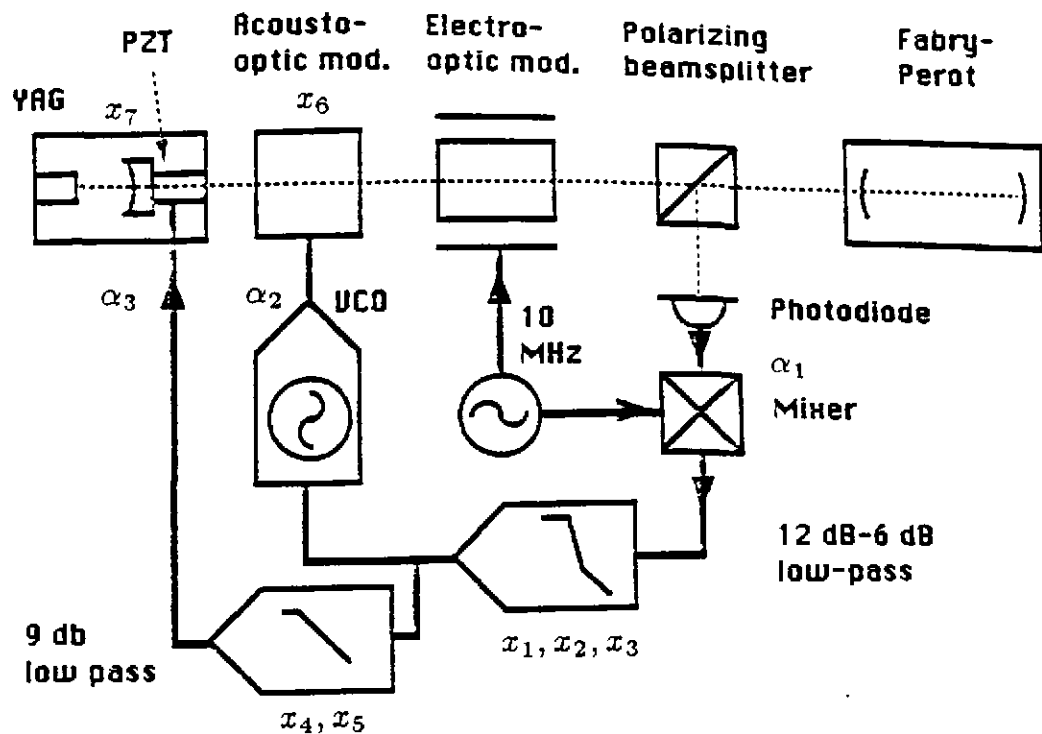 PZT
Acousto-
optic mod.
Electro-
optic mod.
Polarizing
beamsplitter
Fabry-
Perot
YAG
x₇
x₆
α₃
α₂
VCO
10
MHz
Photodiode
α₁
Mixer
12 dB-6 dB
low-pass
9 db
low pass
x₁, x₂, x₃
x₄, x₅